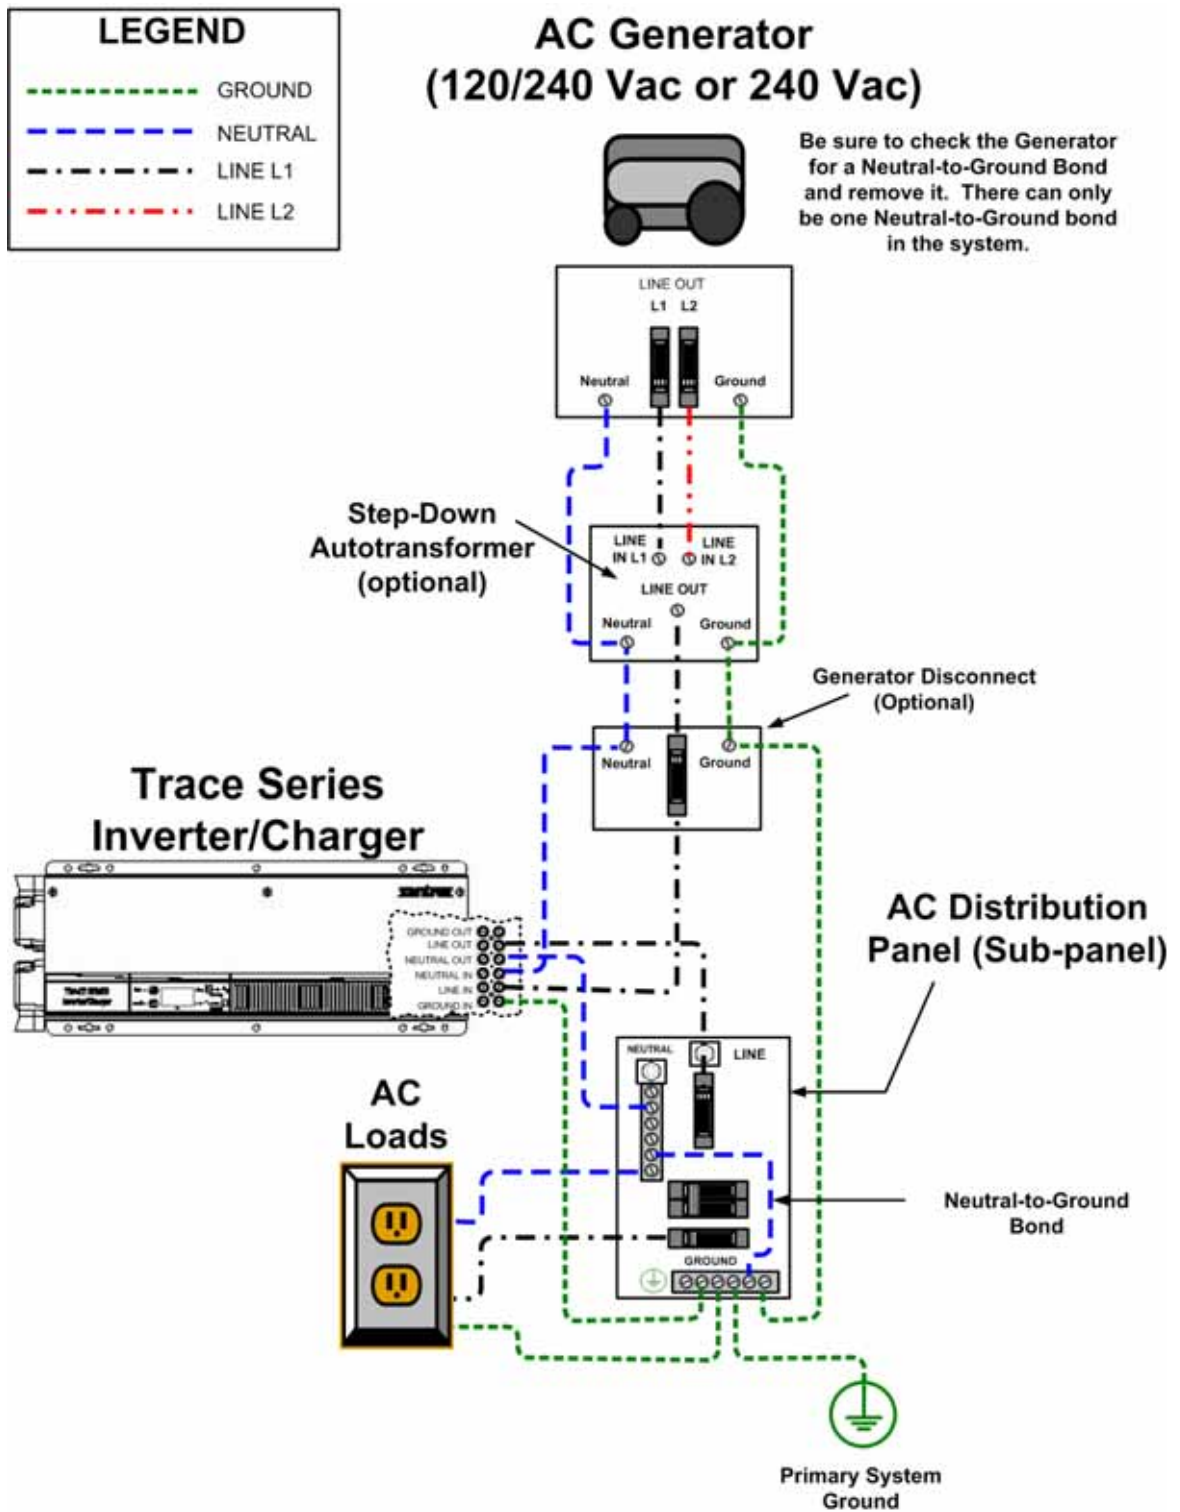 LEGEND
GROUND
NEUTRAL
LINE L1
LINE L2
AC Generator
(120/240 Vac or 240 Vac)
Be sure to check the Generator
for a Neutral-to-Ground Bond
and remove it. There can only
be one Neutral-to-Ground bond
in the system.
LINE OUT
L1 L2
Neutral
Ground
Step-Down
Autotransformer
(optional)
LINE
IN L1
LINE
IN L2
LINE OUT
Neutral
Ground
Generator Disconnect
(Optional)
Neutral
Ground
Trace Series
Inverter/Charger
xantrex
GROUND OUT
LINE OUT
NEUTRAL OUT
NEUTRAL IN
LINE IN
GROUND IN
TRACE SERIES
Inverter/Charger
AC Distribution
Panel (Sub-panel)
NEUTRAL
LINE
AC
Loads
Neutral-to-Ground
Bond
GROUND
Primary System
Ground